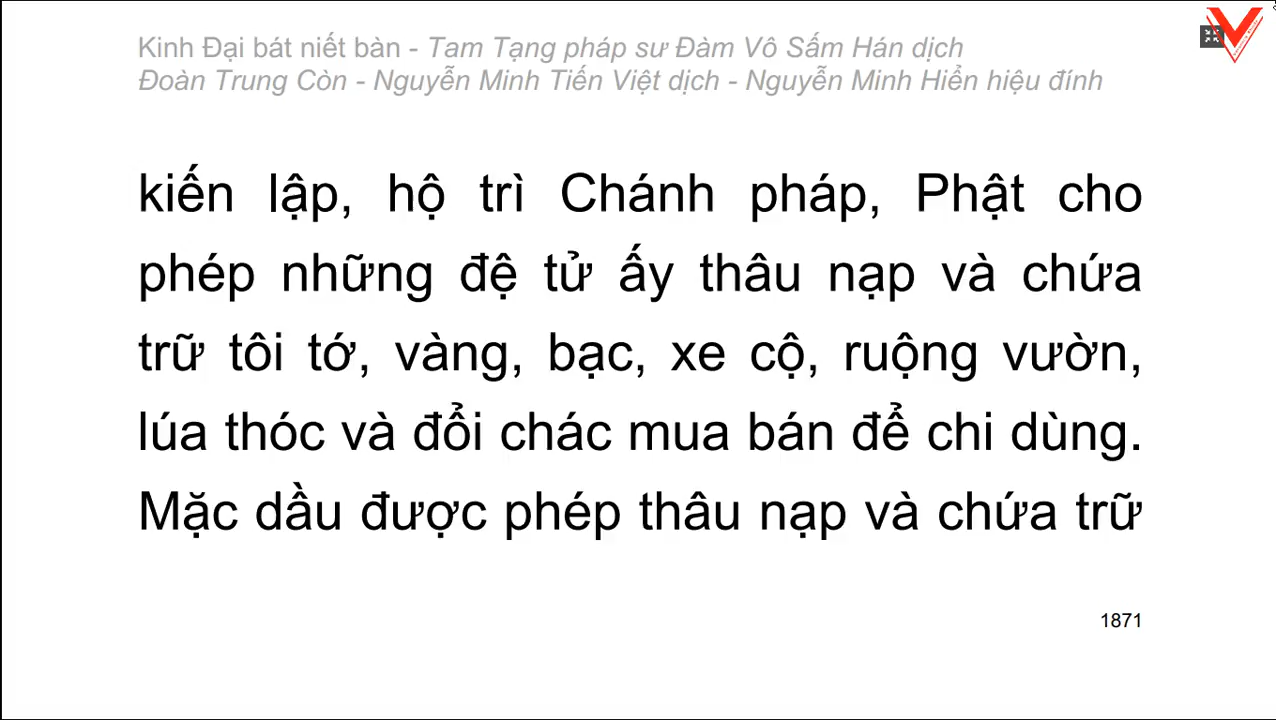 Kinh Đại bát niết bàn - Tam Tạng pháp sư Đàm Vô Sấm Hán dịch
Đoàn Trung Còn - Nguyễn Minh Tiến Việt dịch - Nguyễn Minh Hiển hiệu đính
kiến lập, hộ trì Chánh pháp, Phật cho
phép những đệ tử ấy thâu nạp và chứa
trữ tôi tớ, vàng, bạc, xe cộ, ruộng vườn,
lúa thóc và đổi chác mua bán để chi dùng.
Mặc dầu được phép thâu nạp và chứa trữ
1871